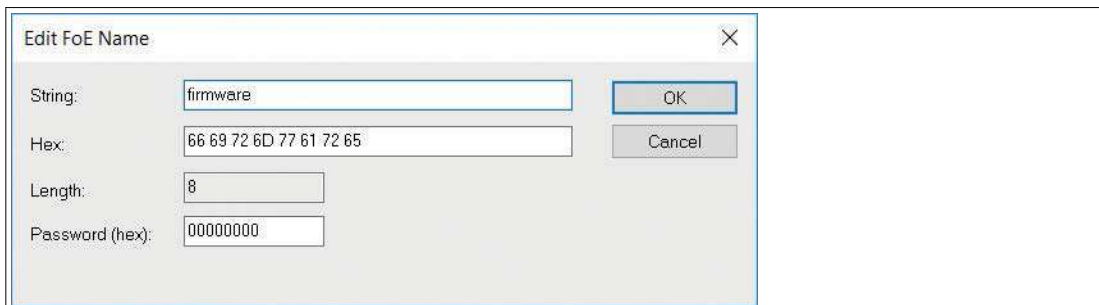 Edit FoE Name
String: firmware OK
Hex: 66 69 72 6D 77 61 72 65 Cancel
Length: 8
Password (hex): 00000000